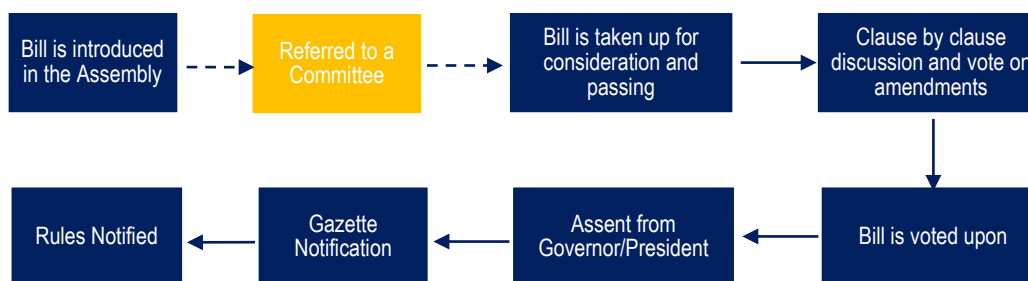 Bill is introduced
in the Assembly
Referred to a
Committee
Bill is taken up for
consideration and
passing
Clause by clause
discussion and vote on
amendments
Rules Notified
Gazette
Notification
Assent from
Governor/President
Bill is voted upon